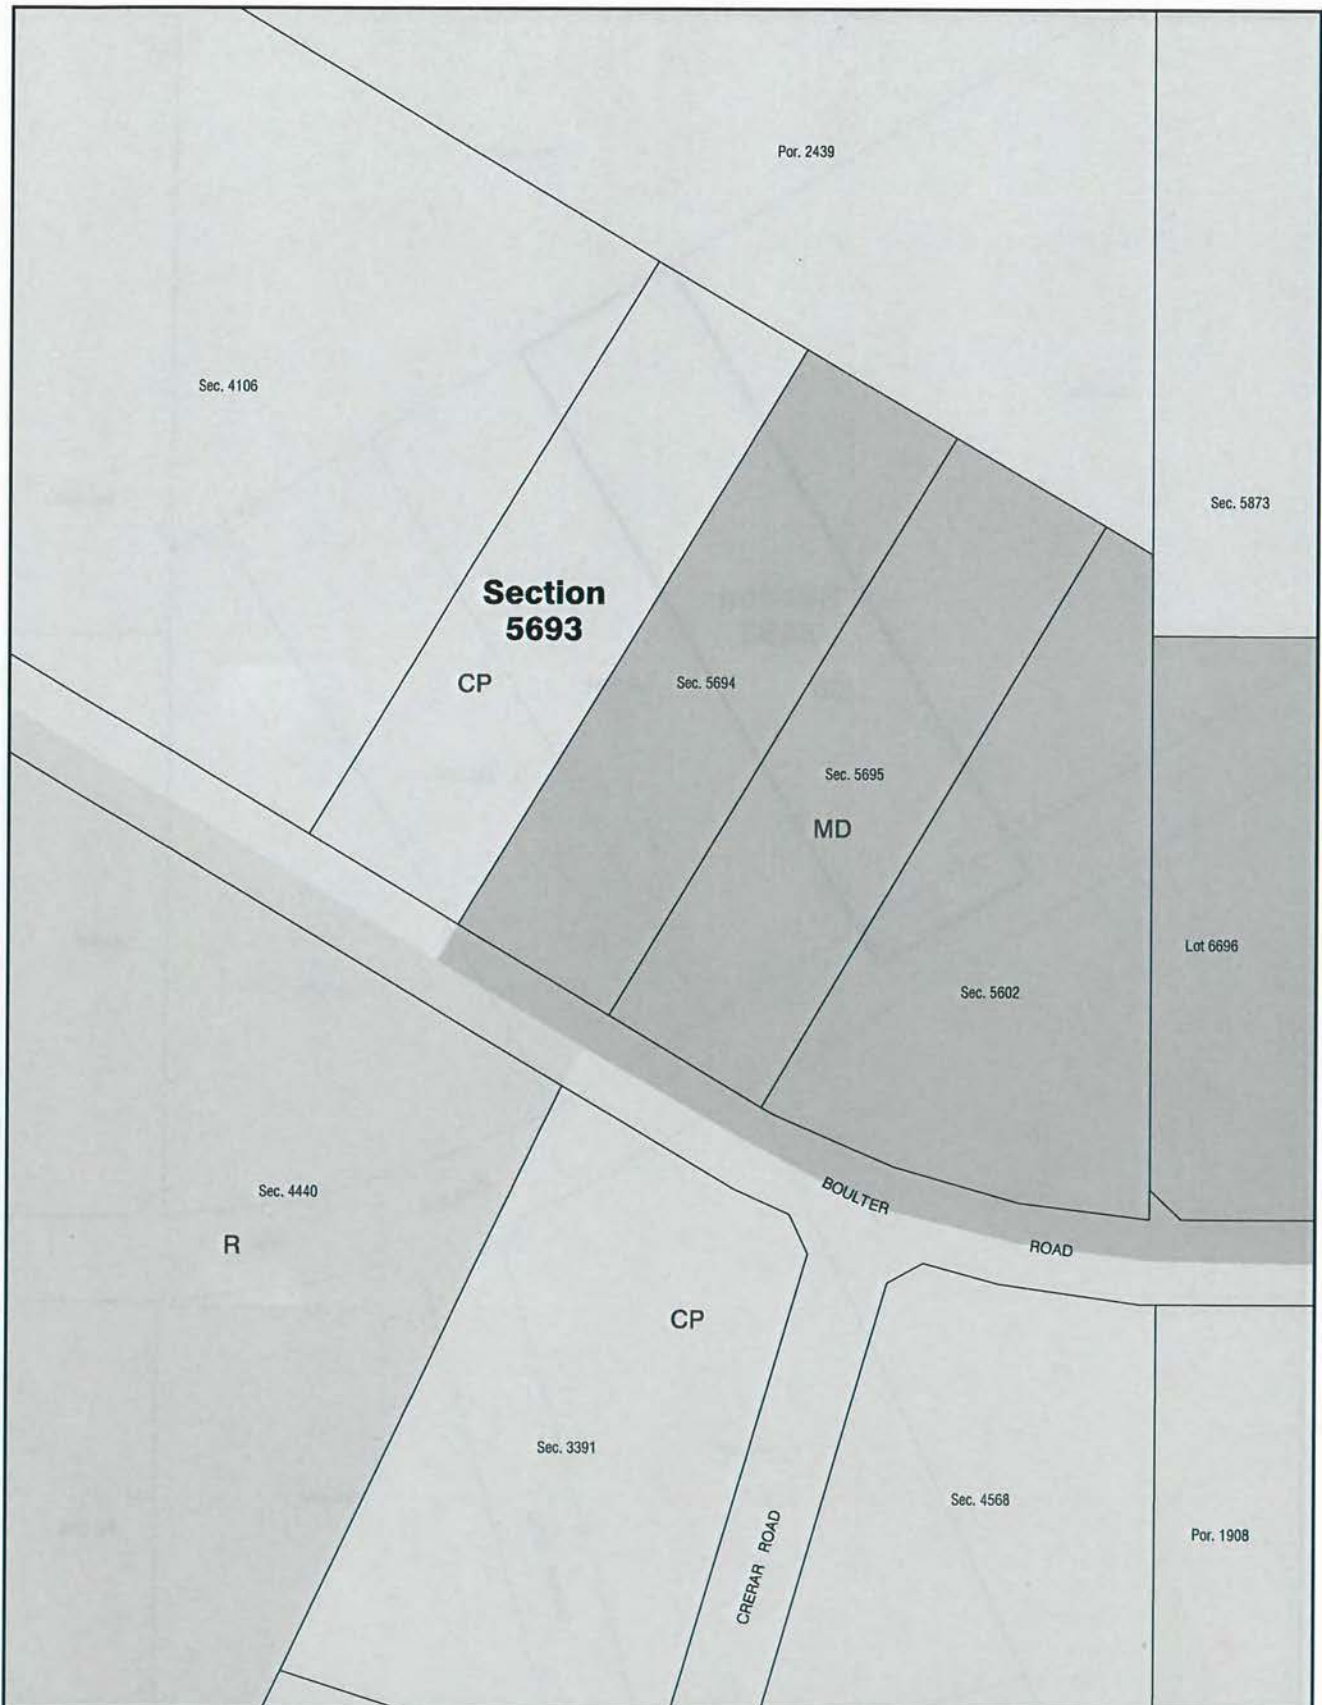 Por. 2439
Sec. 4106
Sec. 5873
Section
5693
CP
Sec. 5694
Sec. 5695
MD
Lot 6696
Sec. 5602
Sec. 4440
R
BOULTER
ROAD
CP
Sec. 3391
CRERAR ROAD
Sec. 4568
Por. 1908